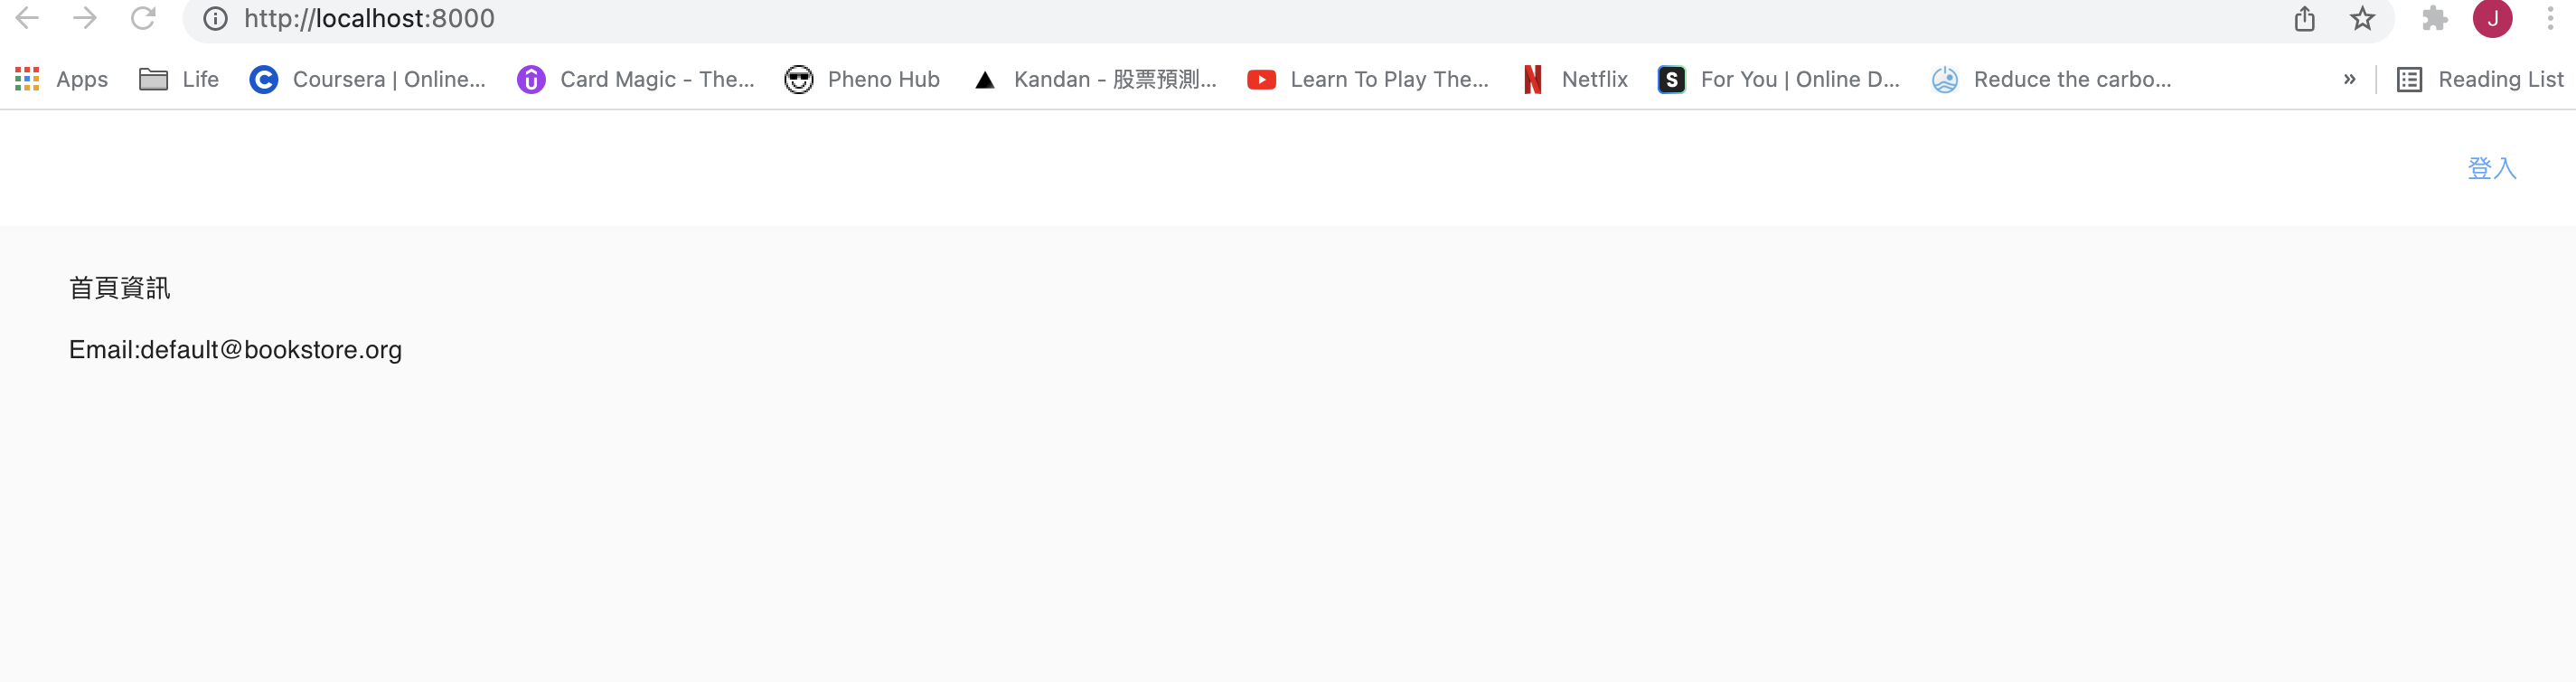 http://localhost:8000
J
Apps Life Coursera | Online... Card Magic - The... Pheno Hub Kandan - 股票預測... Learn To Play The... Netflix For You | Online D... Reduce the carbo... » Reading List
登入
首頁資訊
Email:default@bookstore.org